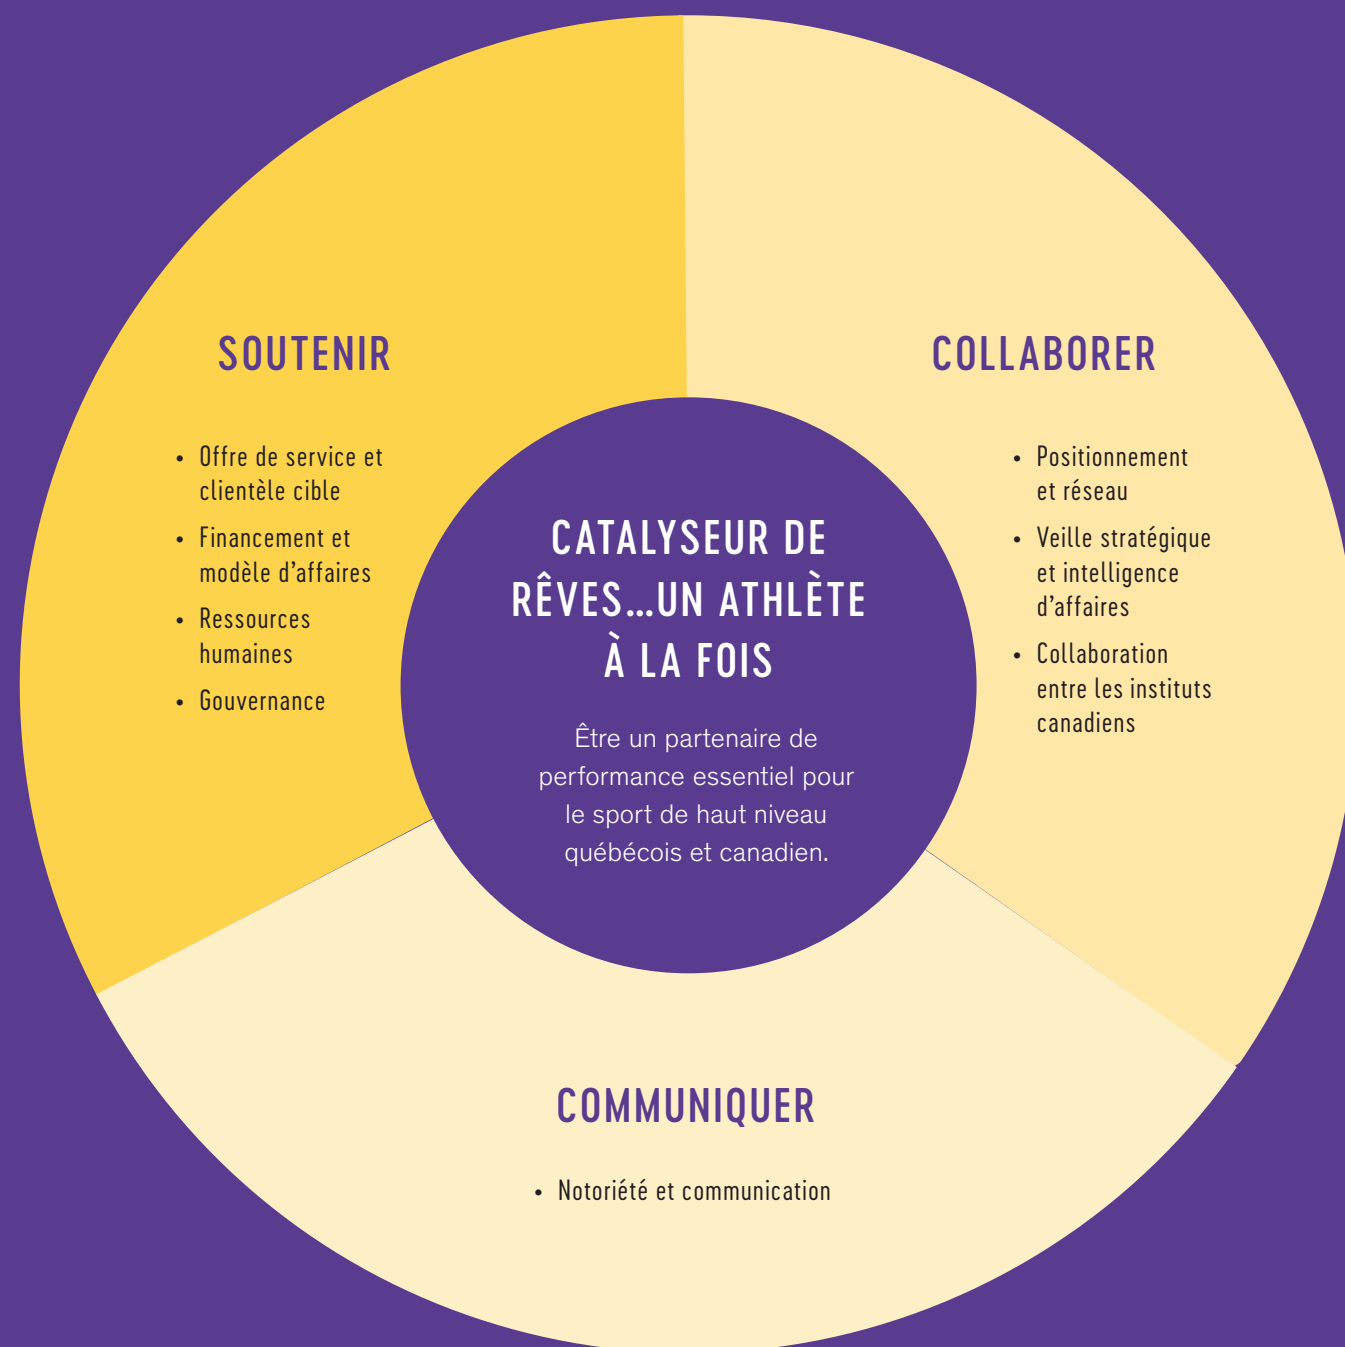 SOUTENIR
• Offre de service et
clientèle cible
• Financement et
modèle d’affaires
• Ressources
humaines
• Gouvernance
COLLABORER
• Positionnement
et réseau
• Veille stratégique
et intelligence
d’affaires
• Collaboration
entre les instituts
canadiens
CATALYSEUR DE
RÊVES...UN ATHLÈTE
À LA FOIS
Être un partenaire de
performance essentiel pour
le sport de haut niveau
québécois et canadien.
COMMUNIQUER
• Notoriété et communication